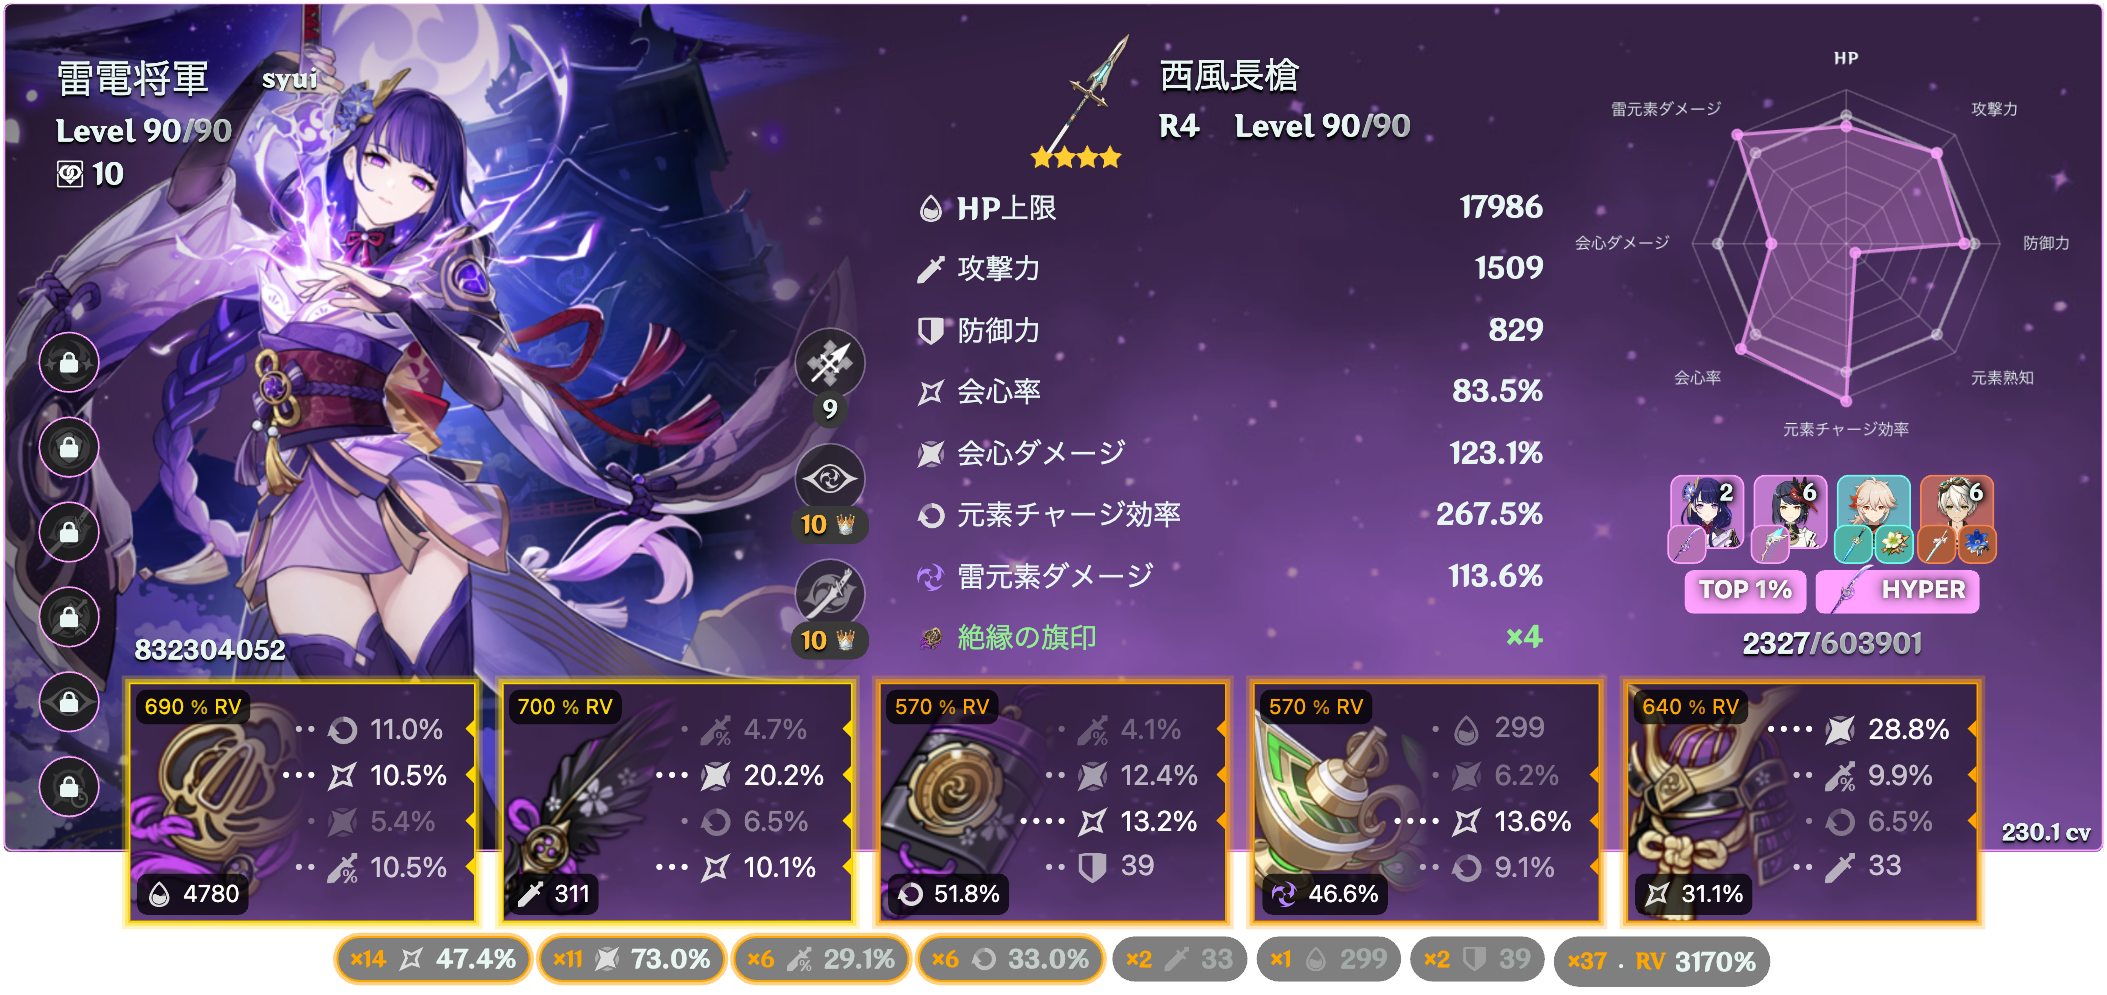 雷電将軍 syui
Level 90/90
10
832304052
9
10
10
西風長槍
R4 Level 90/90
HP上限 17986
攻撃力 1509
防御力 829
会心率 83.5%
会心ダメージ 123.1%
元素チャージ効率 267.5%
雷元素ダメージ 113.6%
絶縁の旗印 ×4
HP
攻撃力
防御力
元素熟知
元素チャージ効率
会心率
会心ダメージ
雷元素ダメージ
2 6 6
TOP 1% HYPER
2327/603901
690 % RV
11.0%
10.5%
5.4%
10.5%
4780
700 % RV
4.7%
20.2%
6.5%
10.1%
311
570 % RV
4.1%
12.4%
13.2%
39
51.8%
570 % RV
299
6.2%
13.6%
9.1%
46.6%
640 % RV
28.8%
9.9%
6.5%
33
31.1%
230.1 cv
×14 47.4% ×11 73.0% ×6 29.1% ×6 33.0% ×2 33 ×1 299 ×2 39 ×37 . RV 3170%